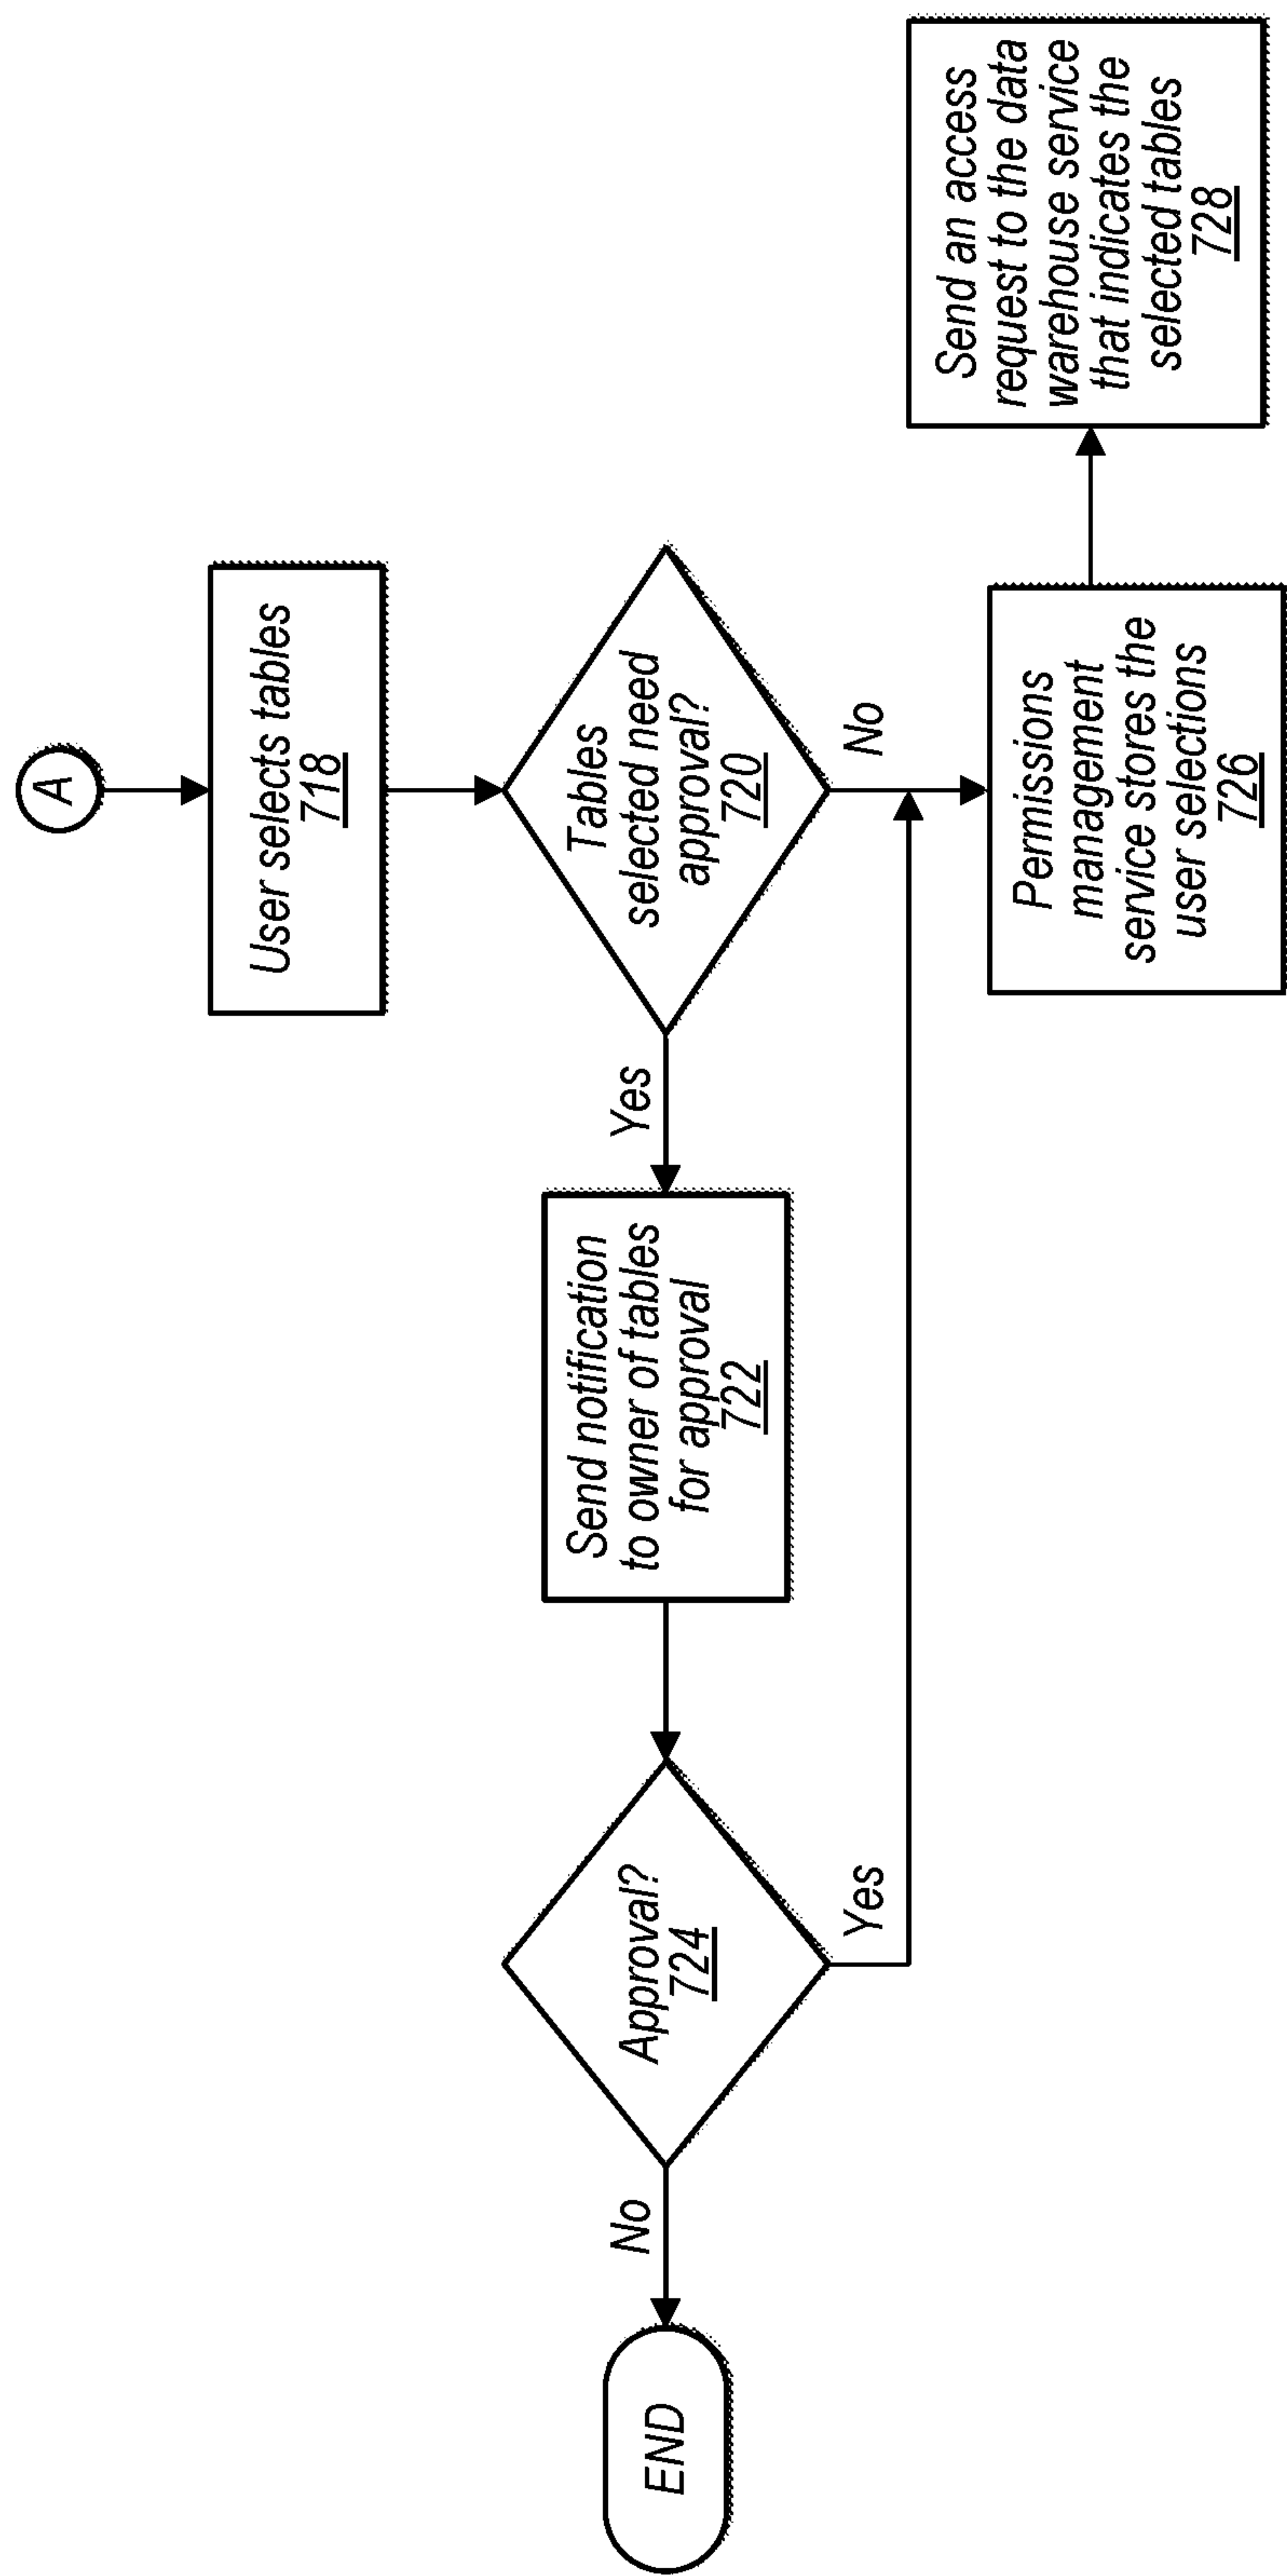 A
User selects tables
718
Tables
selected need
approval?
720
Yes
No
Send notification
to owner of tables
for approval
722
Approval?
724
No
Yes
END
Permissions
management
service stores the
user selections
726
Send an access
request to the data
warehouse service
that indicates the
selected tables
728